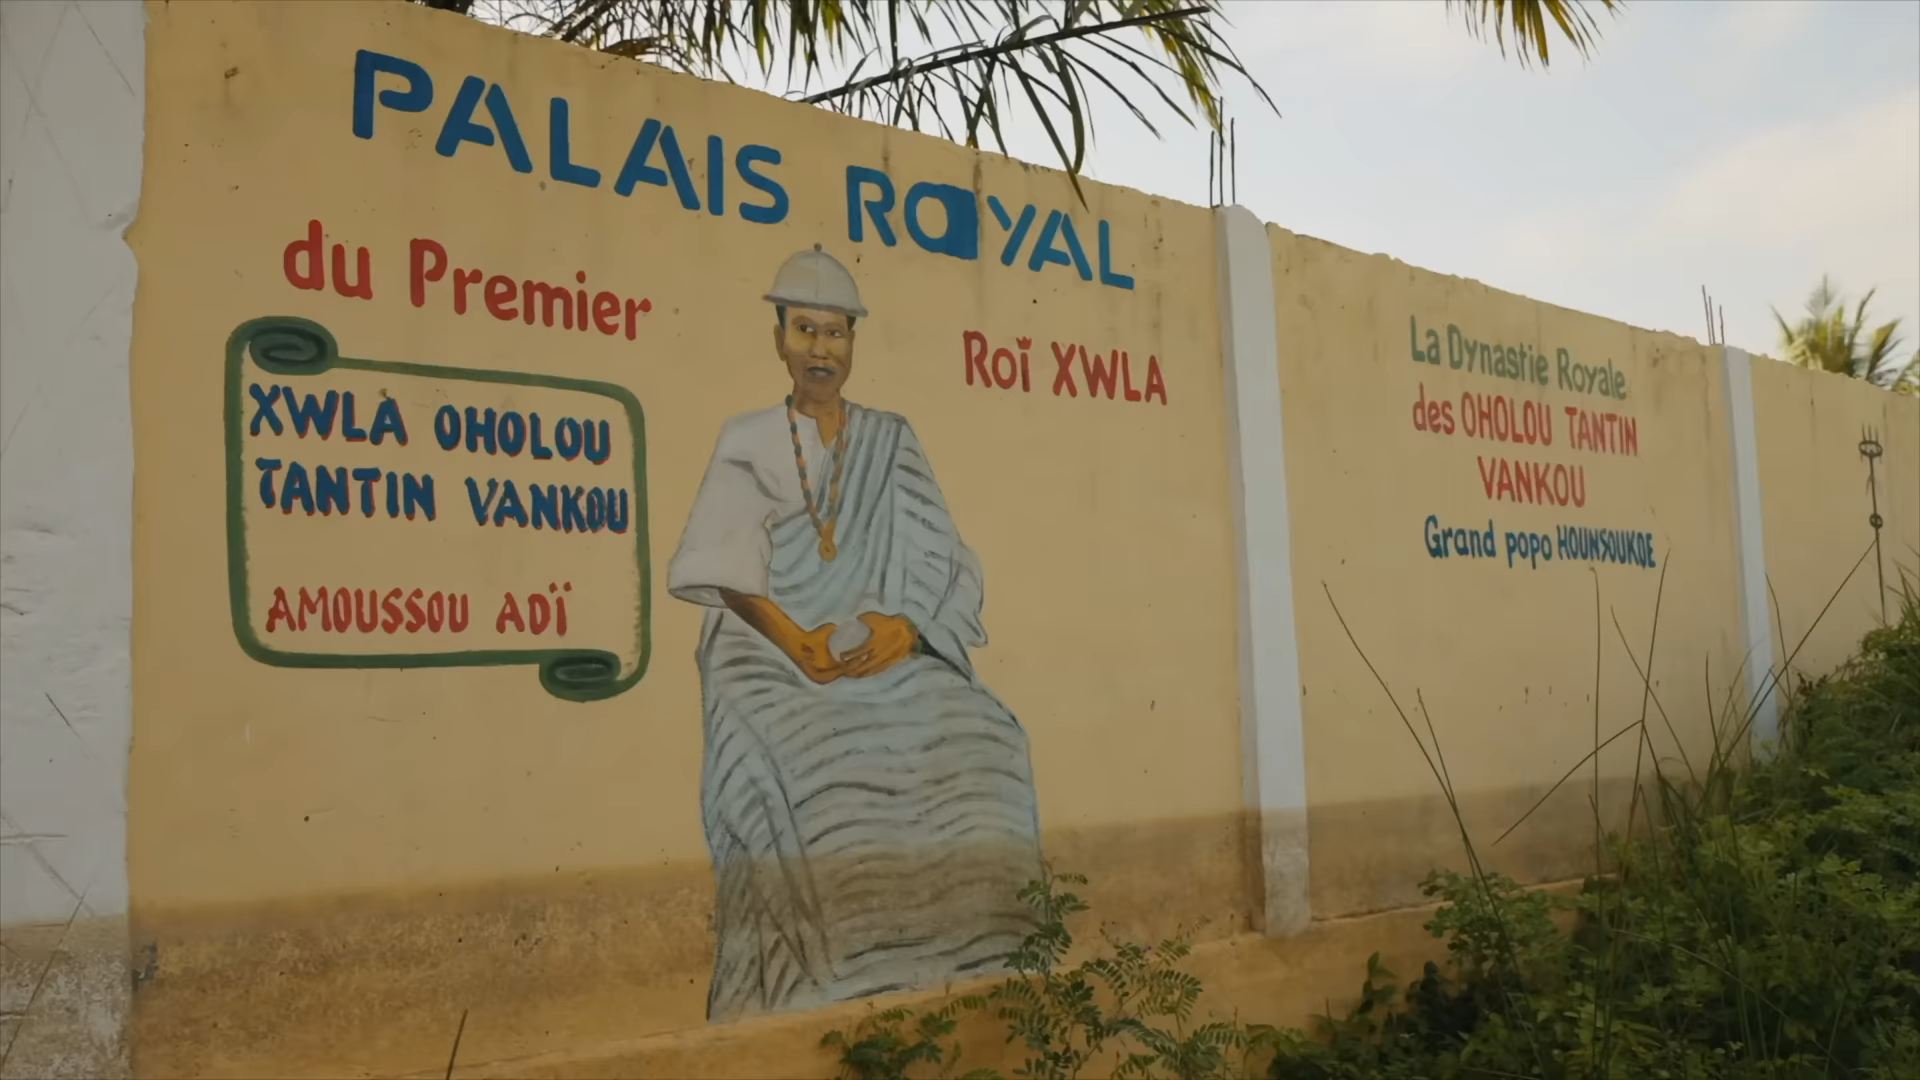 PALAIS ROYAL
du Premier
Roï XWLA
XWLA OHOLOU
TANTIN VANKOU
AMOUSSOU ADÏ
La Dynastie Royale
des OHOLOU TANTIN
VANKOU
Grand popo HOUNSOUKOE